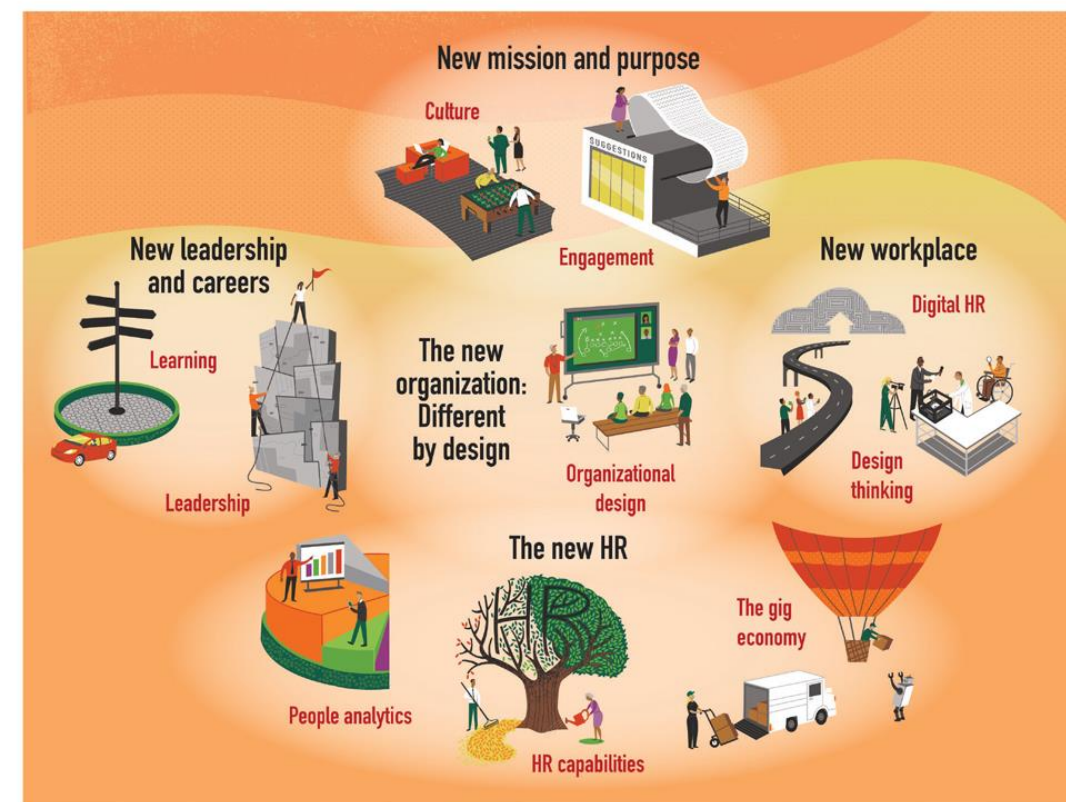 New mission and purpose
Culture
SUGGESTIONS
Engagement
New leadership
and careers
Learning
Leadership
The new
organization:
Different
by design
Organizational
design
New workplace
Digital HR
Design
thinking
The new HR
People analytics
HR
HR capabilities
The gig
economy